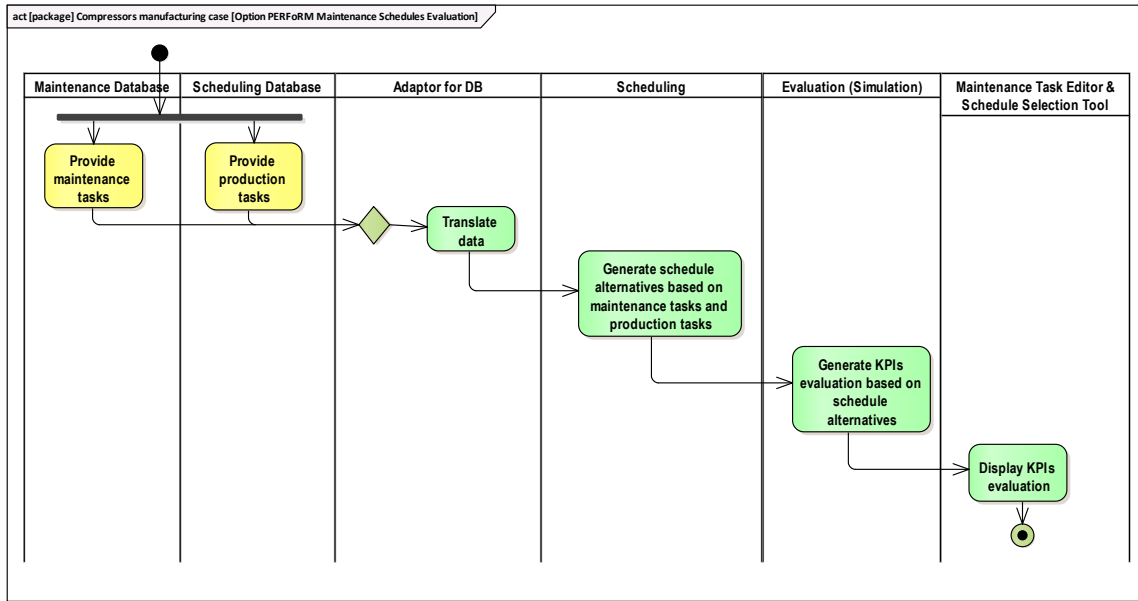 act [package] Compressors manufacturing case [Option PERFoRM Maintenance Schedules Evaluation]
Maintenance Database
Scheduling Database
Adaptor for DB
Scheduling
Evaluation (Simulation)
Maintenance Task Editor &
Schedule Selection Tool
Provide
maintenance
tasks
Provide
production
tasks
Translate
data
Generate schedule
alternatives based on
maintenance tasks and
production tasks
Generate KPIs
evaluation based on
schedule
alternatives
Display KPIs
evaluation